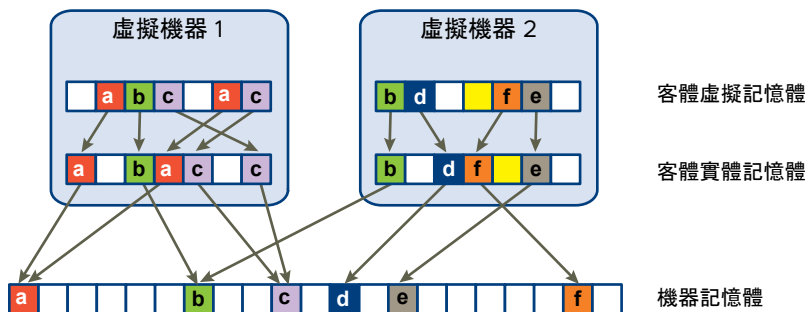 虛擬機器 1 虛擬機器 2
a b c a c b d f e 客體虛擬記憶體
a b a c c b d f e 客體實體記憶體
a b c d e f 機器記憶體